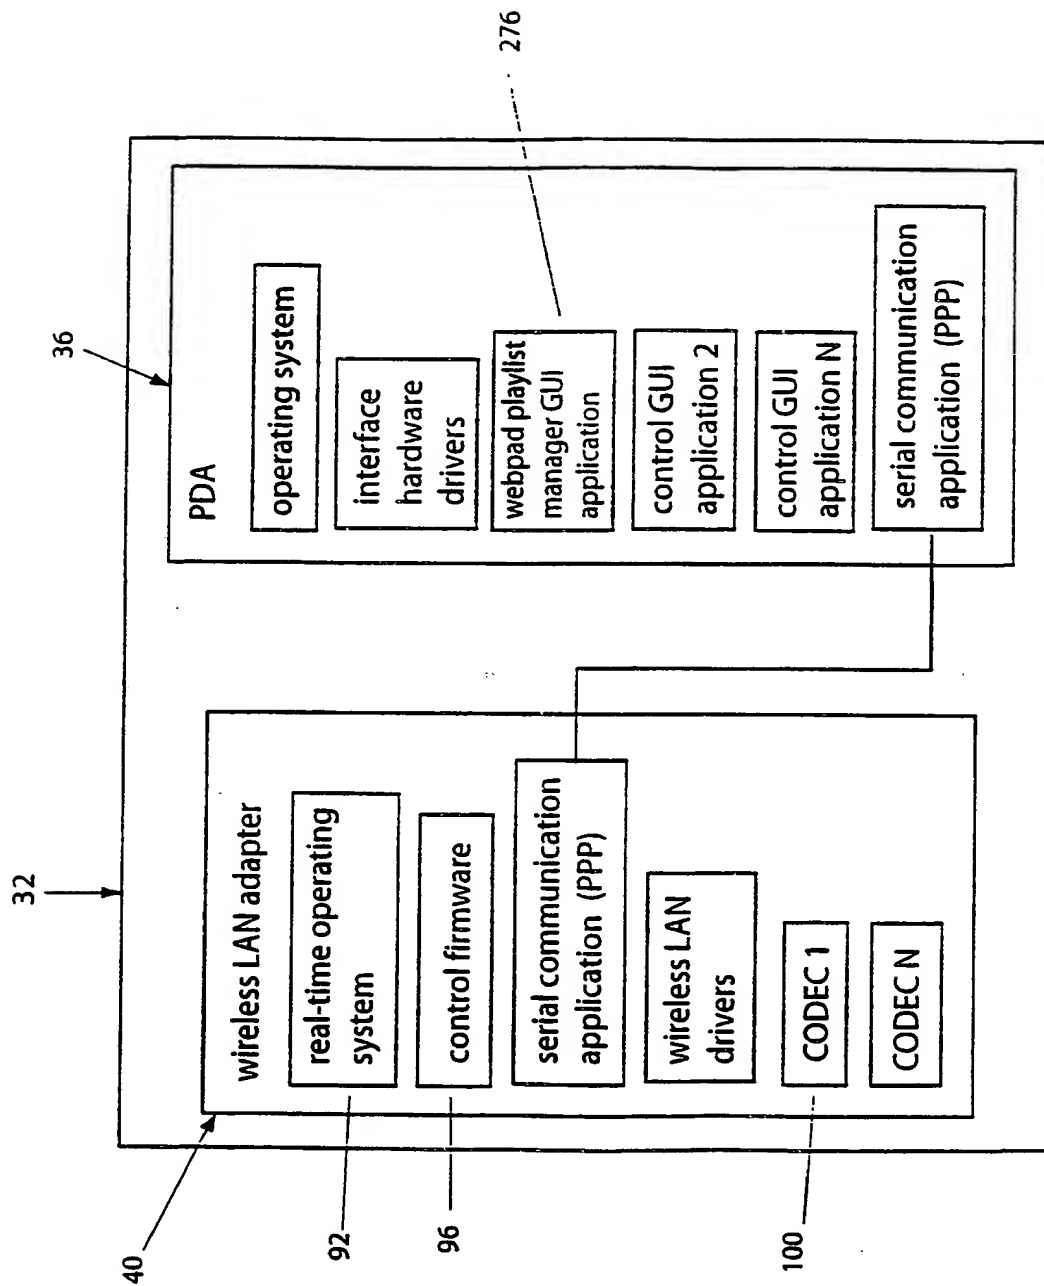 32
40
wireless LAN adapter
92
real-time operating
system
96
control firmware
serial communication
application (PPP)
wireless LAN
drivers
100
CODEC 1
CODEC N
36
PDA
operating system
interface
hardware
drivers
276
webpad playlist
manager GUI
application
control GUI
application 2
control GUI
application N
serial communication
application (PPP)